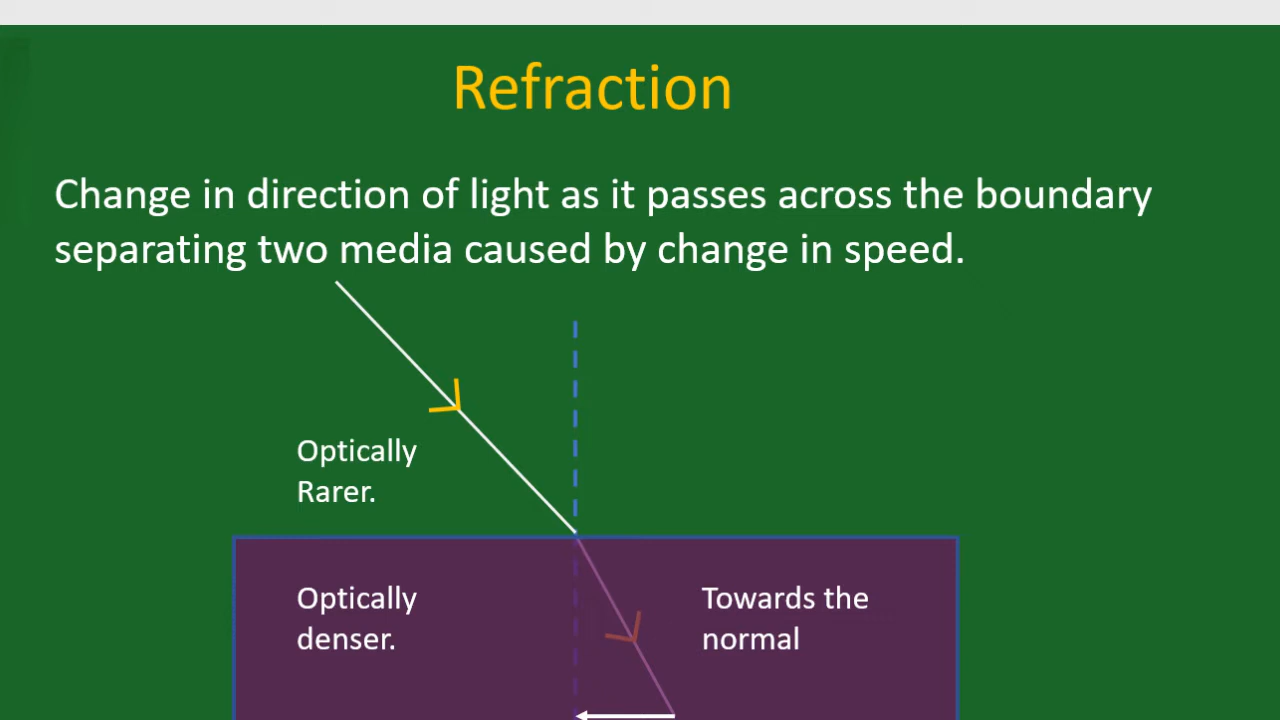 Refraction
Change in direction of light as it passes across the boundary
separating two media caused by change in speed.
Optically
Rarer.
Optically
denser.
Towards the
normal